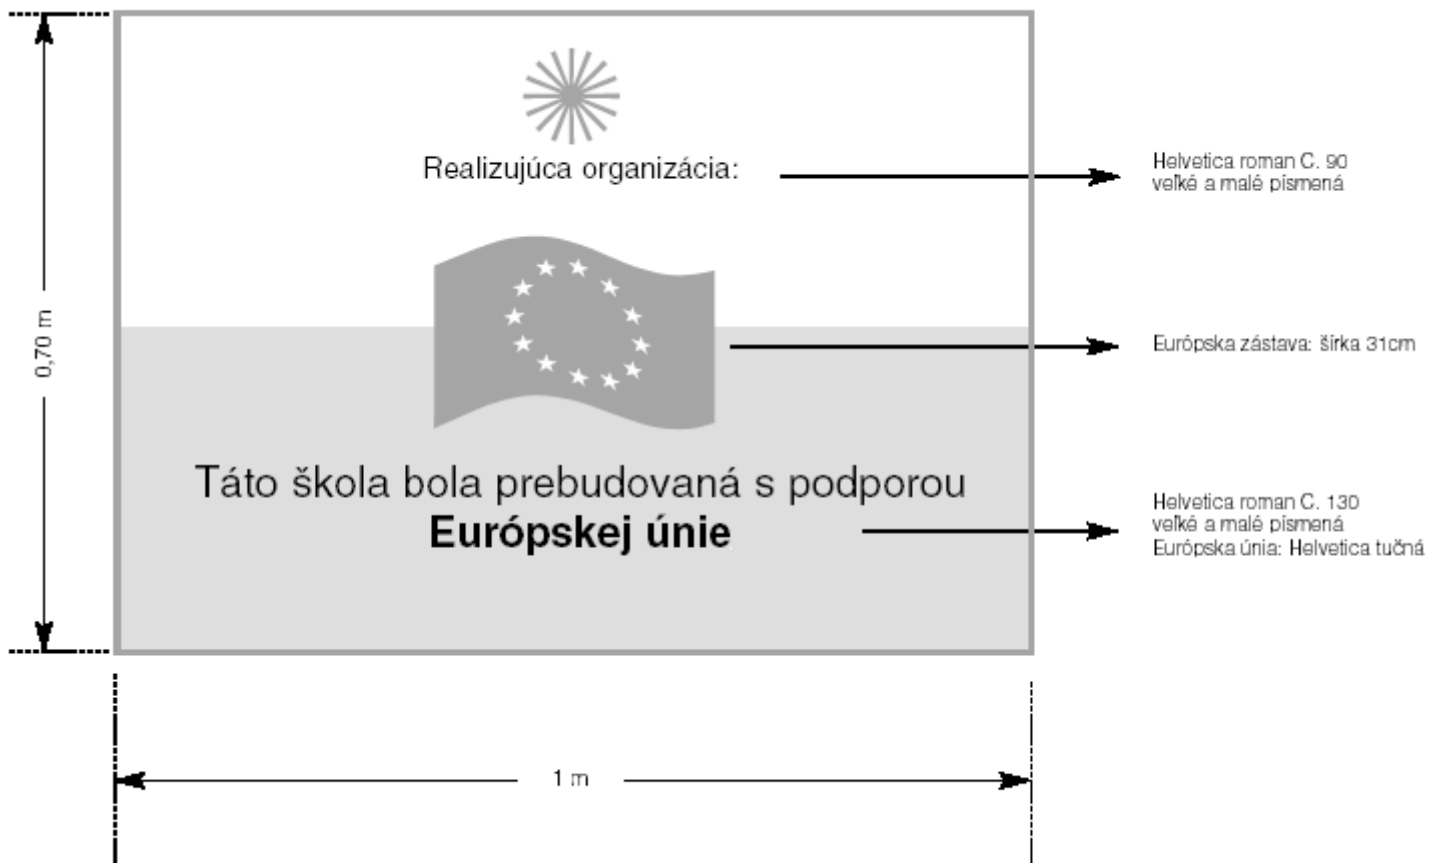 Realizujúca organizácia:
Helvetica roman C. 90
veľké a malé písmená
0,70 m
Európska zástava: šírka 31cm
Táto škola bola prebudovaná s podporou
Európskej únie
Helvetica roman C. 130
veľké a malé písmená
Európska únia: Helvetica tučná
1 m